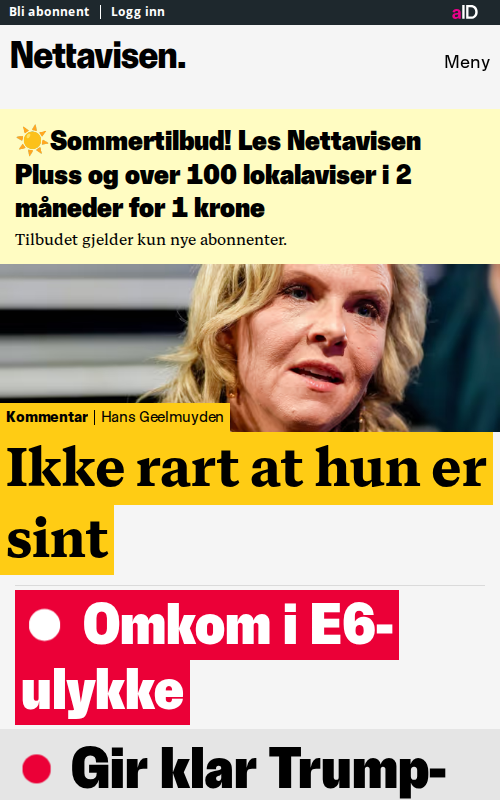 Bli abonnent | Logg inn
aID
Nettavisen.
Meny
Sommertilbud! Les Nettavisen
Pluss og over 100 lokalaviser i 2
måneder for 1 krone
Tilbudet gjelder kun nye abonnenter.
Kommentar | Hans Geelmuyden
Ikke rart at hun er
sint
Omkom i E6-
ulykke
Gir klar Trump-